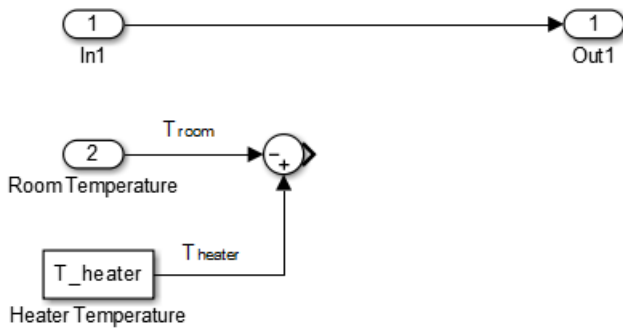 1
In1
1
Out1
T room
2
Room Temperature
-
+
T heater
T_heater
Heater Temperature